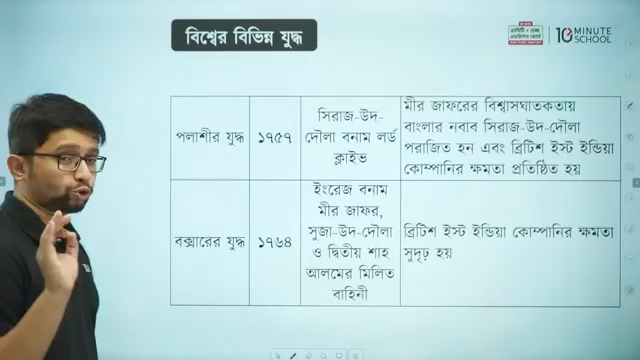 বিশ্বের বিভিন্ন যুদ্ধ
10 MINUTE
SCHOOL
পলাশীর যুদ্ধ
১৭৫৭
সিরাজ-উদ-
দৌলা বনাম লর্ড
ক্লাইভ
মীর জাফরের বিশ্বাসঘাতকতায়
বাংলার নবাব সিরাজ-উদ-দৌলা
পরাজিত হন এবং ব্রিটিশ ইস্ট ইন্ডিয়া
কোম্পানির ক্ষমতা প্রতিষ্ঠিত হয়
বক্সারের যুদ্ধ
১৭৬৪
ইংরেজ বনাম
মীর জাফর,
সুজা-উদ-দৌলা
ও দ্বিতীয় শাহ
আলমের মিলিত
বাহিনী
ব্রিটিশ ইস্ট ইন্ডিয়া কোম্পানির ক্ষমতা
সুদৃঢ় হয়